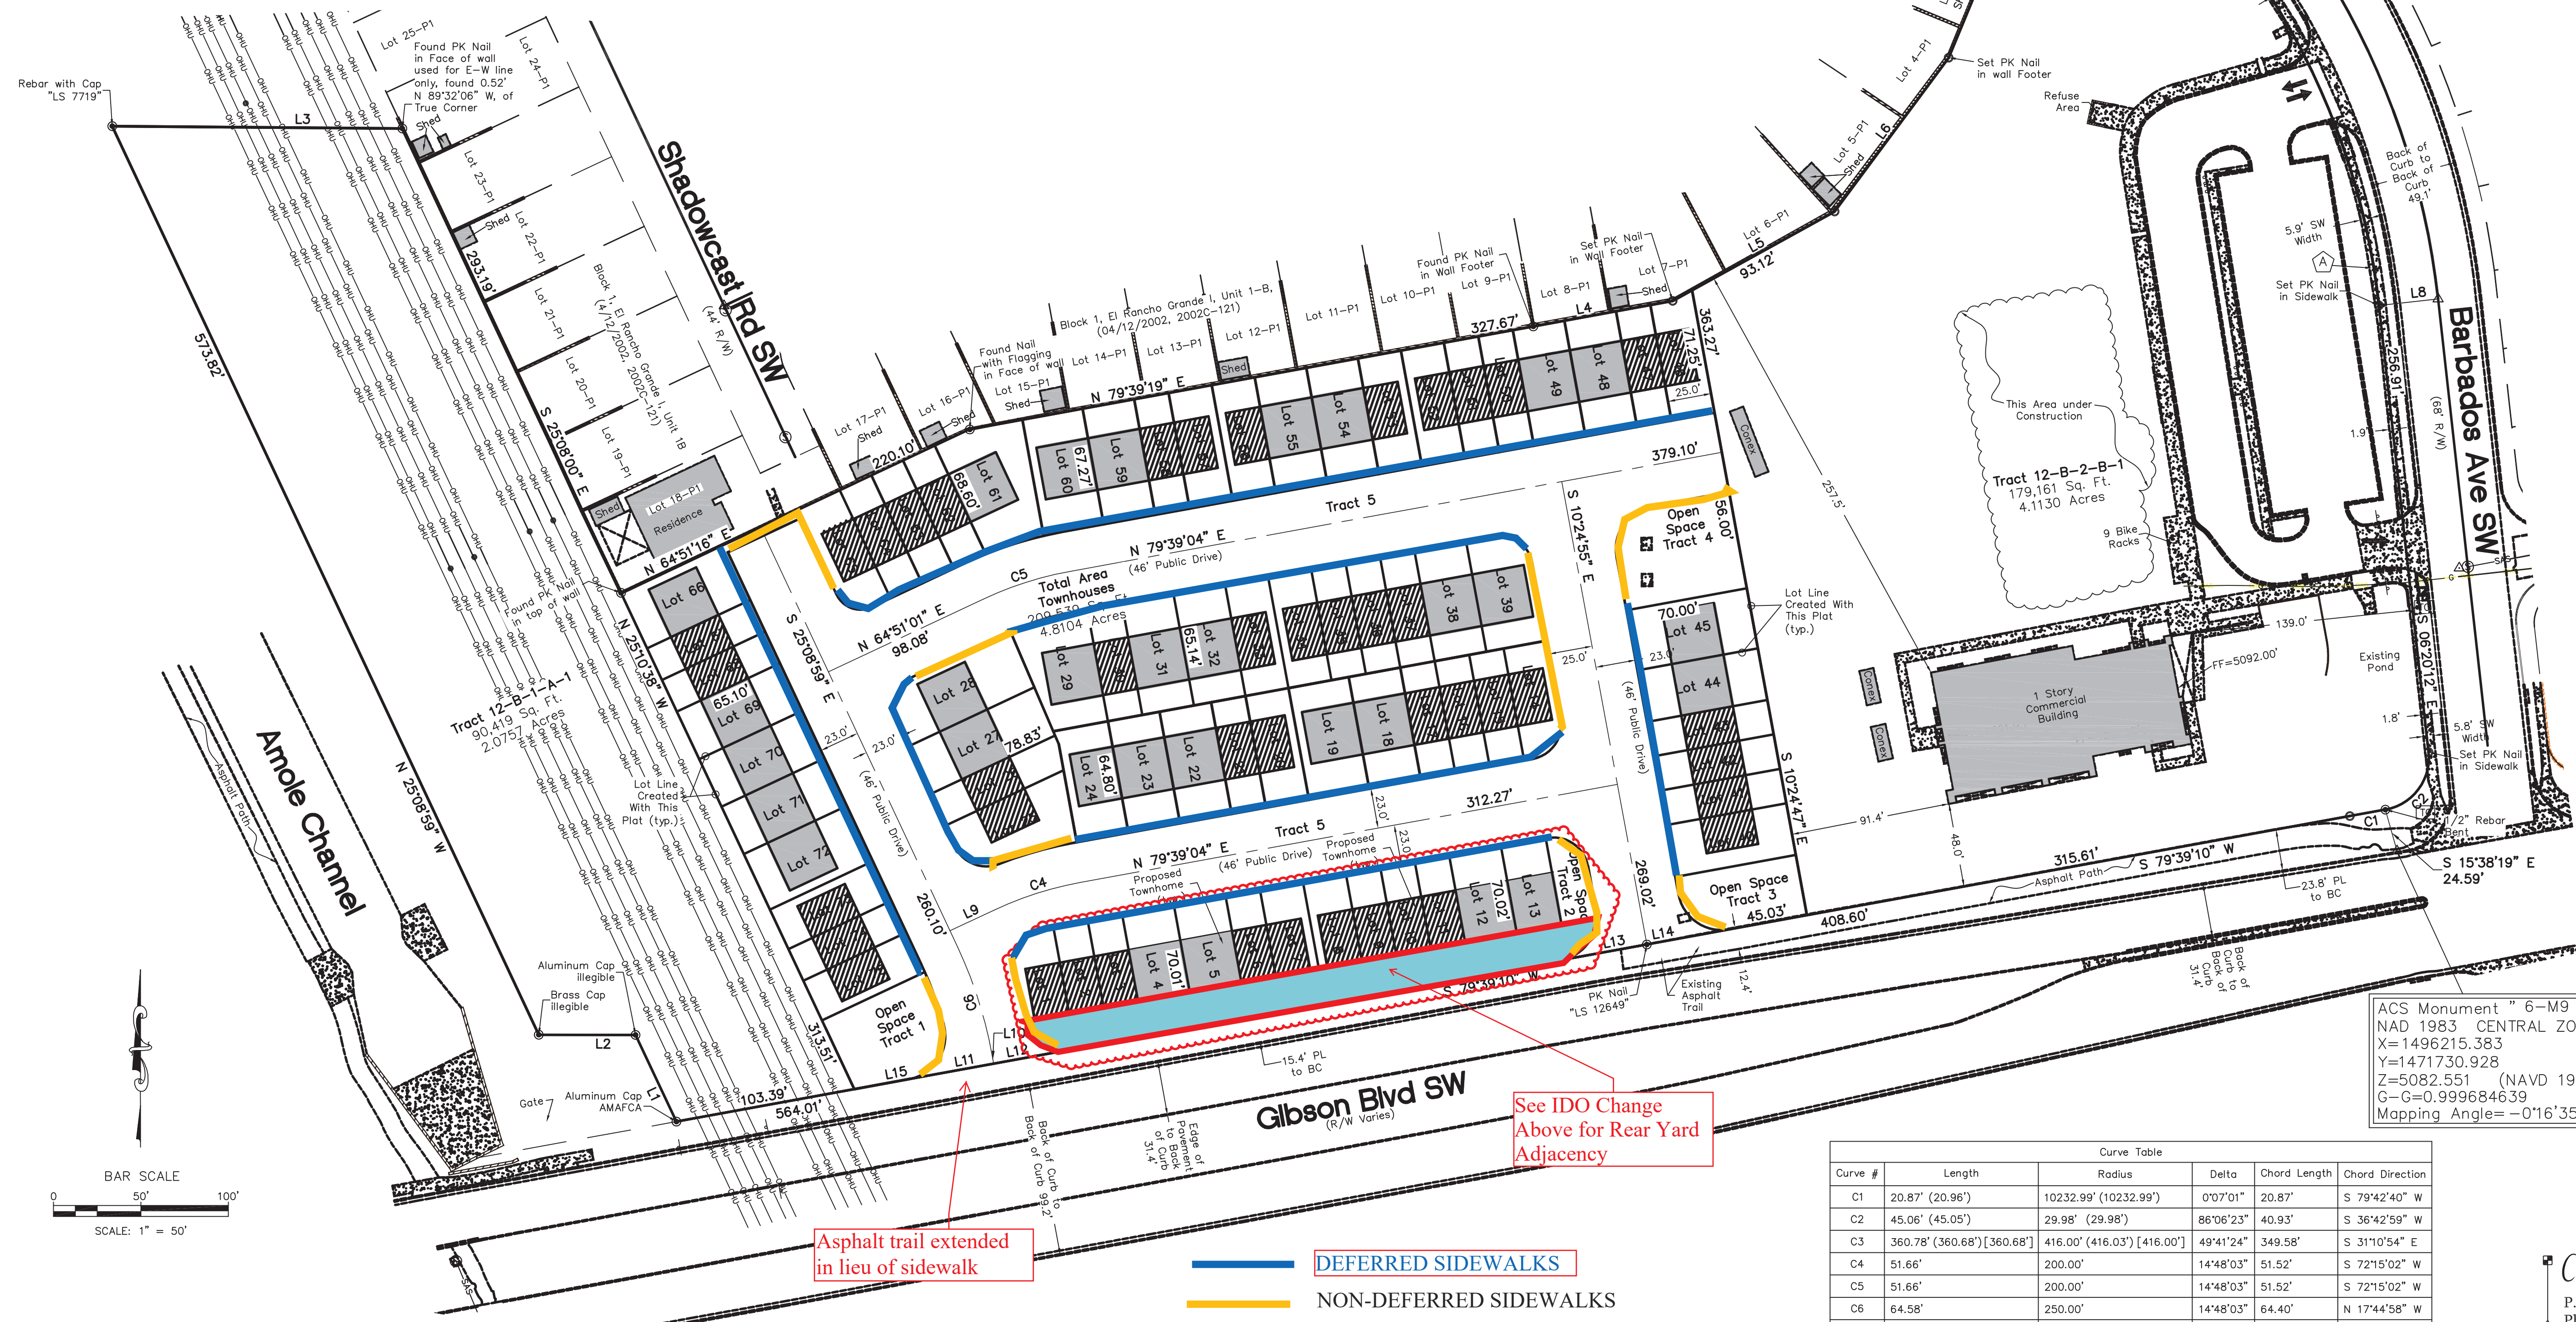 Rebar with Cap
"LS 7719"
L3
Found PK Nail
in Face of wall
used for E-W line
only, found 0.52'
N 89°32'06" W, of
True Corner
Shed
Lot 25-P1
Lot 24-P1
Lot 23-P1
Shed
Lot 22-P1
293.19'
Lot 21-P1
Lot 20-P1
Lot 19-P1
Block 1, El Rancho Grande I, Unit 1B
(4/12/2002, 2002C-121)
S 25°08'00" E
573.82'
Shadowcast Rd SW
(44' R/W)
Shed
Lot 18-P1
Residence
N 64°51'16" E
Found PK Nail
in top of wall
N 25°10'38" W
Tract 12-B-1-A-1
90,419 Sq. Ft.
2.0757 Acres
Amole Channel
Asphalt Path
N 25°08'59" W
Lot Line
Created
With This
Plat (typ.)
Aluminum Cap
illegible
Brass Cap
illegible
L2
L1
Gate
Aluminum Cap
AMAFCA
103.39'
564.01'
313.51'
BAR SCALE
0 50' 100'
SCALE: 1" = 50'
Lot 17-P1
Shed
220.10'
Lot 16-P1
Shed
Found Nail
with Flagging
in Face of wall
Lot 15-P1
Shed
Lot 14-P1
Lot 13-P1
Lot 12-P1
Shed
Lot 11-P1
Lot 10-P1
Lot 9-P1
Lot 8-P1
Lot 7-P1
Shed
Lot 6-P1
Lot 5-P1
Shed
Lot 4-P1
Block 1, El Rancho Grande I, Unit 1-B,
(04/12/2002, 2002C-121)
N 79°39'19" E
327.67'
Found PK Nail
in Wall Footer
Set PK Nail
in Wall Footer
L4
L5
93.12'
L6
Set PK Nail
in wall Footer
363.27'
71.25'
25.0'
Lot 61
68.60'
Lot 60
67.27'
Lot 59
Lot 55
Lot 54
Lot 49
Lot 48
379.10'
Tract 5
Conex
257.5'
N 79°39'04" E
(46' Public Drive)
C5
Total Area
Townhouses
4.8104 Acres
N 64°51'01" E
98.08'
S 25°08'59" E
S 10°24'55" E
Open
Space
Tract 4
56.00'
Lot 66
65.10'
Lot 69
Lot 70
Lot 71
Lot 72
23.0'
23.0'
(46' Public Drive)
Lot 28
Lot 27
78.83'
Lot 29
Lot 31
65.14'
Lot 32
Lot 38
Lot 39
Lot 24
64.80'
Lot 23
Lot 22
Lot 19
Lot 18
25.0'
23.0'
(46' Public Drive)
70.00'
Lot 45
Lot 44
Lot Line
Created With
This Plat
(typ.)
S 10°24'47" E
312.27'
Tract 5
23.0'
23.0'
N 79°39'04" E
(46' Public Drive)
Proposed
Townhome
Proposed
Townhome
C4
L9
260.10'
C6
L10
L12
L11
L15
Open
Space
Tract 1
Lot 4
70.01'
Lot 5
Lot 12
70.02'
Lot 13
Open Space
Tract 2
269.02'
Open Space
Tract 3
45.03'
L13
L14
408.60'
S 79°39'10" W
PK Nail
"LS 12649"
Existing
Asphalt
Trail
12.4'
15.4' PL
to BC
Gibson Blvd SW
(R/W Varies)
Back of Curb to
Back of Curb 99.2'
Edge of
Pavement
to Back
of Curb
31.4'
Back of
Curb to
Back of
Curb
31.4'
Refuse
Area
Back of
Curb to
Back of
Curb
49.1'
5.9' SW
Width
A
Set PK Nail
in Sidewalk
L8
256.91'
Barbados Ave SW
(68' R/W)
1.9'
This Area under
Construction
Tract 12-B-2-B-1
179,161 Sq. Ft.
4.1130 Acres
9 Bike
Racks
G
SAS
139.0'
FF=5092.00'
Existing
Pond
S 06°20'12" E
1 Story
Commercial
Building
Conex
Conex
1.8'
5.8' SW
Width
Set PK Nail
in Sidewalk
91.4'
48.0'
C2
C1
1/2" Rebar
Bent
315.61'
S 79°39'10" W
Asphalt Path
S 15°38'19" E
24.59'
23.8' PL
to BC
ACS Monument " 6-M9
NAD 1983 CENTRAL ZO
X=1496215.383
Y=1471730.928
Z=5082.551 (NAVD 19
G-G=0.999684639
Mapping Angle=-0°16'35
See IDO Change
Above for Rear Yard
Adjacency
Asphalt trail extended
in lieu of sidewalk
DEFERRED SIDEWALKS
NON-DEFERRED SIDEWALKS
SAS
Curve Table
Curve # Length Radius Delta Chord Length Chord Direction
C1 20.87' (20.96') 10232.99' (10232.99') 0°07'01" 20.87' S 79°42'40" W
C2 45.06' (45.05') 29.98' (29.98') 86°06'23" 40.93' S 36°42'59" W
C3 360.78' (360.68') [360.68'] 416.00' (416.03') [416.00'] 49°41'24" 349.58' S 31°10'54" E
C4 51.66' 200.00' 14°48'03" 51.52' S 72°15'02" W
C5 51.66' 200.00' 14°48'03" 51.52' S 72°15'02" W
C6 64.58' 250.00' 14°48'03" 64.40' N 17°44'58" W